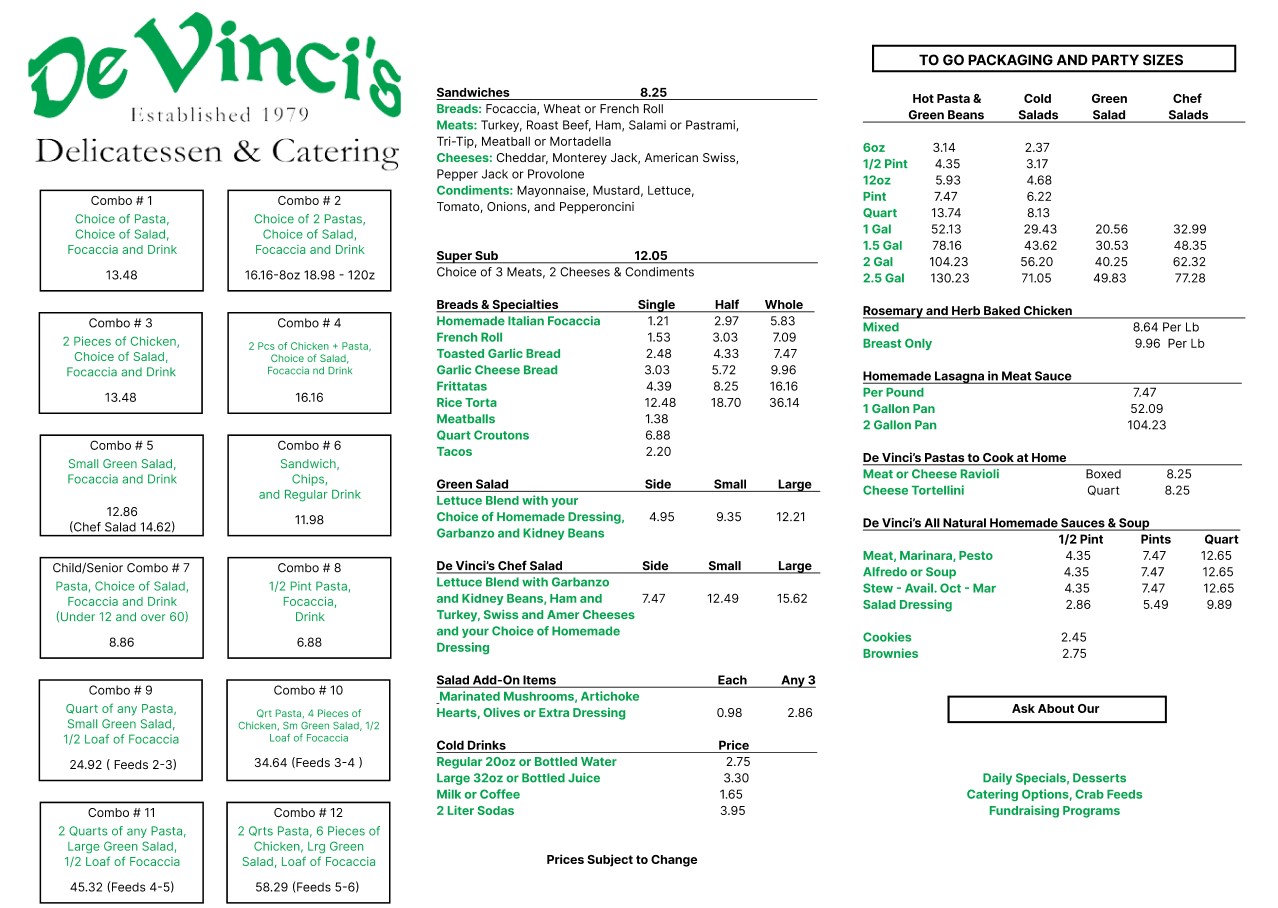 De Vinci's
Established 1979
Delicatessen & Catering
Combo # 1
Choice of Pasta,
Choice of Salad,
Focaccia and Drink
13.48
Combo # 2
Choice of 2 Pastas,
Choice of Salad,
Focaccia and Drink
16.16-8oz 18.98 - 120z
Combo # 3
2 Pieces of Chicken,
Choice of Salad,
Focaccia and Drink
13.48
Combo # 4
2 Pcs of Chicken + Pasta,
Choice of Salad,
Focaccia nd Drink
16.16
Combo # 5
Small Green Salad,
Focaccia and Drink
12.86
(Chef Salad 14.62)
Combo # 6
Sandwich,
Chips,
and Regular Drink
11.98
Child/Senior Combo # 7
Pasta, Choice of Salad,
Focaccia and Drink
(Under 12 and over 60)
8.86
Combo # 8
1/2 Pint Pasta,
Focaccia,
Drink
6.88
Combo # 9
Quart of any Pasta,
Small Green Salad,
1/2 Loaf of Focaccia
24.92 ( Feeds 2-3)
Combo # 10
Qrt Pasta, 4 Pieces of
Chicken, Sm Green Salad, 1/2
Loaf of Focaccia
34.64 (Feeds 3-4 )
Combo # 11
2 Quarts of any Pasta,
Large Green Salad,
1/2 Loaf of Focaccia
45.32 (Feeds 4-5)
Combo # 12
2 Qrts Pasta, 6 Pieces of
Chicken, Lrg Green
Salad, Loaf of Focaccia
58.29 (Feeds 5-6)
Sandwiches 8.25
Breads: Focaccia, Wheat or French Roll
Meats: Turkey, Roast Beef, Ham, Salami or Pastrami,
Tri-Tip, Meatball or Mortadella
Cheeses: Cheddar, Monterey Jack, American Swiss,
Pepper Jack or Provolone
Condiments: Mayonnaise, Mustard, Lettuce,
Tomato, Onions, and Pepperoncini
Super Sub 12.05
Choice of 3 Meats, 2 Cheeses & Condiments
Breads & Specialties Single Half Whole
Homemade Italian Focaccia 1.21 2.97 5.83
French Roll 1.53 3.03 7.09
Toasted Garlic Bread 2.48 4.33 7.47
Garlic Cheese Bread 3.03 5.72 9.96
Frittatas 4.39 8.25 16.16
Rice Torta 12.48 18.70 36.14
Meatballs 1.38
Quart Croutons 6.88
Tacos 2.20
Green Salad Side Small Large
Lettuce Blend with your
Choice of Homemade Dressing, 4.95 9.35 12.21
Garbanzo and Kidney Beans
De Vinci's Chef Salad Side Small Large
Lettuce Blend with Garbanzo
and Kidney Beans, Ham and 7.47 12.49 15.62
Turkey, Swiss and Amer Cheeses
and your Choice of Homemade
Dressing
Salad Add-On Items Each Any 3
Marinated Mushrooms, Artichoke
Hearts, Olives or Extra Dressing 0.98 2.86
Cold Drinks Price
Regular 20oz or Bottled Water 2.75
Large 32oz or Bottled Juice 3.30
Milk or Coffee 1.65
2 Liter Sodas 3.95
Prices Subject to Change
TO GO PACKAGING AND PARTY SIZES
Hot Pasta & Cold Green Chef
Green Beans Salads Salad Salads
6oz 3.14 2.37
1/2 Pint 4.35 3.17
12oz 5.93 4.68
Pint 7.47 6.22
Quart 13.74 8.13
1 Gal 52.13 29.43 20.56 32.99
1.5 Gal 78.16 43.62 30.53 48.35
2 Gal 104.23 56.20 40.25 62.32
2.5 Gal 130.23 71.05 49.83 77.28
Rosemary and Herb Baked Chicken
Mixed 8.64 Per Lb
Breast Only 9.96 Per Lb
Homemade Lasagna in Meat Sauce
Per Pound 7.47
1 Gallon Pan 52.09
2 Gallon Pan 104.23
De Vinci's Pastas to Cook at Home
Meat or Cheese Ravioli Boxed 8.25
Cheese Tortellini Quart 8.25
De Vinci's All Natural Homemade Sauces & Soup
1/2 Pint Pints Quart
Meat, Marinara, Pesto 4.35 7.47 12.65
Alfredo or Soup 4.35 7.47 12.65
Stew - Avail. Oct - Mar 4.35 7.47 12.65
Salad Dressing 2.86 5.49 9.89
Cookies 2.45
Brownies 2.75
Ask About Our
Daily Specials, Desserts
Catering Options, Crab Feeds
Fundraising Programs